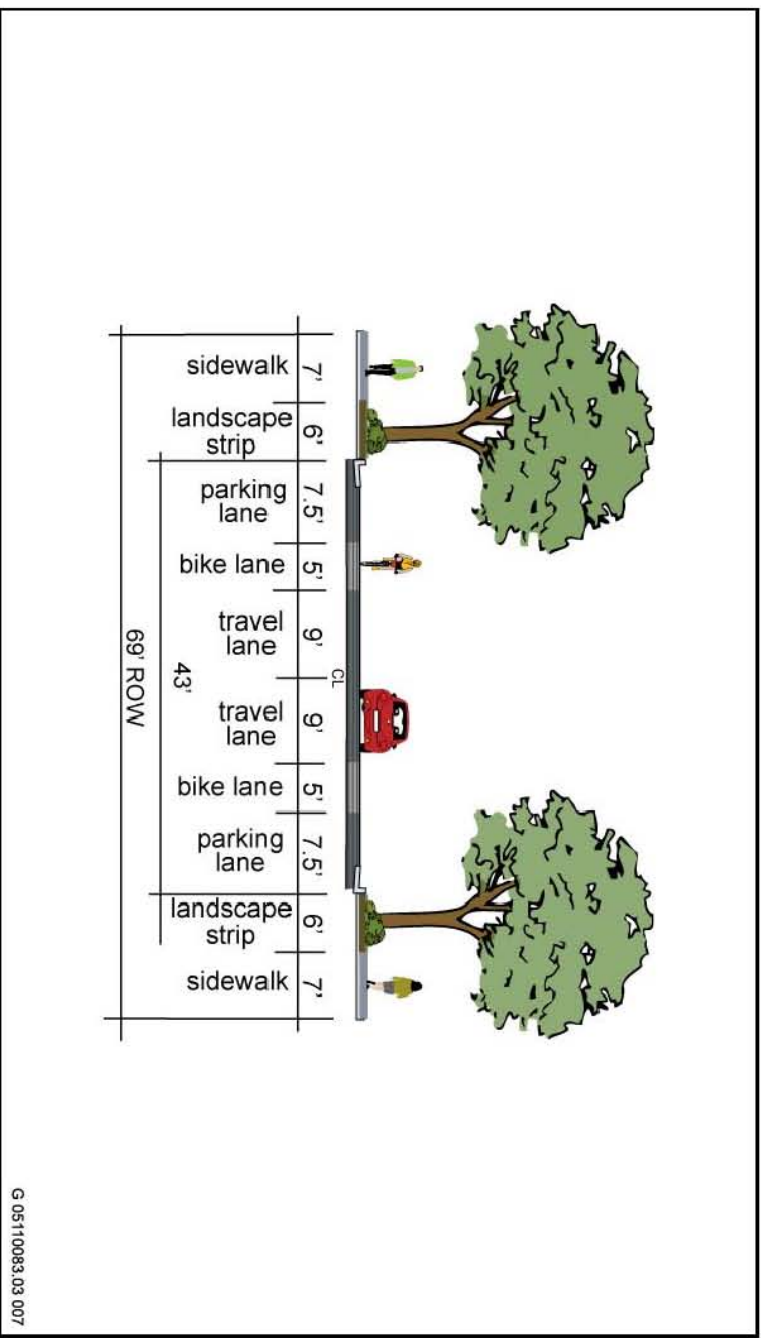 sidewalk
7'
landscape
strip
6'
parking
lane
7.5'
bike lane
5'
travel
lane
9'
CL
travel
lane
9'
bike lane
5'
parking
lane
7.5'
landscape
strip
6'
sidewalk
7'
43'
69' ROW
G 05110083.03 007